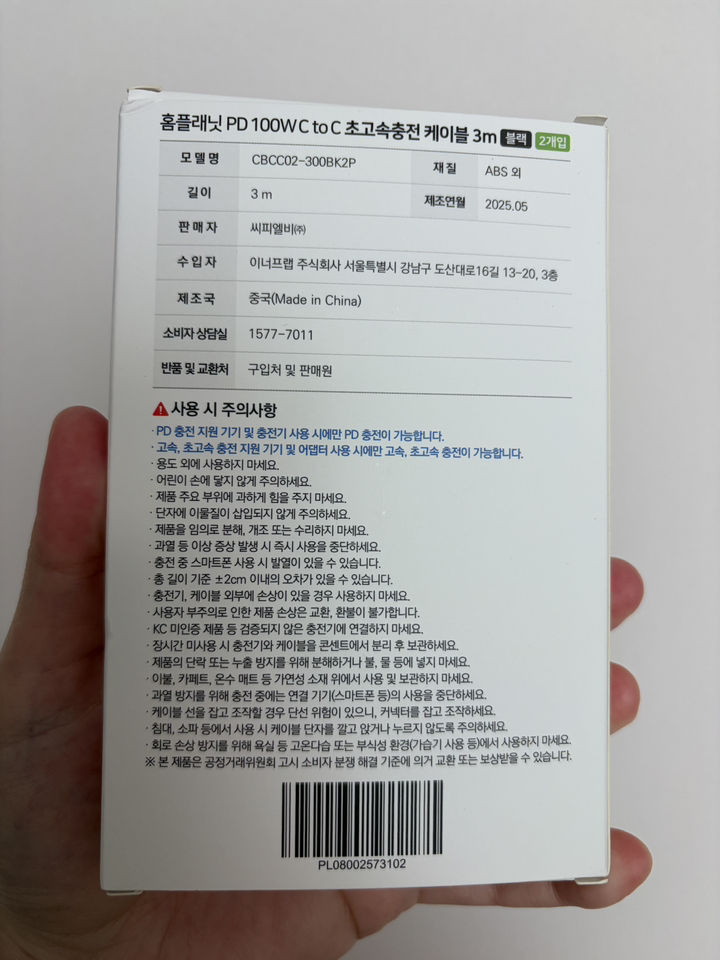 홈플래닛 PD 100W C to C 초고속충전 케이블 3m 블랙 2개입
모델명 CBCC02-300BK2P 재질 ABS 외
길이 3 m 제조연월 2025.05
판매자 씨피엘비㈜
수입자 이너프랩 주식회사 서울특별시 강남구 도산대로16길 13-20, 3층
제조국 중국(Made in China)
소비자 상담실 1577-7011
반품 및 교환처 구입처 및 판매원
사용 시 주의사항
· PD 충전 지원 기기 및 충전기 사용 시에만 PD 충전이 가능합니다.
· 고속, 초고속 충전 지원 기기 및 어댑터 사용 시에만 고속, 초고속 충전이 가능합니다.
· 용도 외에 사용하지 마세요.
· 어린이 손에 닿지 않게 주의하세요.
· 제품 주요 부위에 과하게 힘을 주지 마세요.
· 단자에 이물질이 삽입되지 않게 주의하세요.
· 제품을 임의로 분해, 개조 또는 수리하지 마세요.
· 과열 등 이상 증상 발생 시 즉시 사용을 중단하세요.
· 충전 중 스마트폰 사용 시 발열이 있을 수 있습니다.
· 총 길이 기준 ±2cm 이내의 오차가 있을 수 있습니다.
· 충전기, 케이블 외부에 손상이 있을 경우 사용하지 마세요.
· 사용자 부주의로 인한 제품 손상은 교환, 환불이 불가합니다.
· KC 미인증 제품 등 검증되지 않은 충전기에 연결하지 마세요.
· 장시간 미사용 시 충전기와 케이블을 콘센트에서 분리 후 보관하세요.
· 제품의 단락 또는 누출 방지를 위해 분해하거나 불, 물 등에 넣지 마세요.
· 이불, 카페트, 온수 매트 등 가연성 소재 위에서 사용 및 보관하지 마세요.
· 과열 방지를 위해 충전 중에는 연결 기기(스마트폰 등)의 사용을 중단하세요.
· 케이블 선을 잡고 조작할 경우 단선 위험이 있으니, 커넥터를 잡고 조작하세요.
· 침대, 소파 등에서 사용 시 케이블 단자를 깔고 앉거나 누르지 않도록 주의하세요.
· 회로 손상 방지를 위해 욕실 등 고온다습 또는 부식성 환경(가습기 사용 등)에서 사용하지 마세요.
※ 본 제품은 공정거래위원회 고시 소비자 분쟁 해결 기준에 의거 교환 또는 보상받을 수 있습니다.
PL08002573102